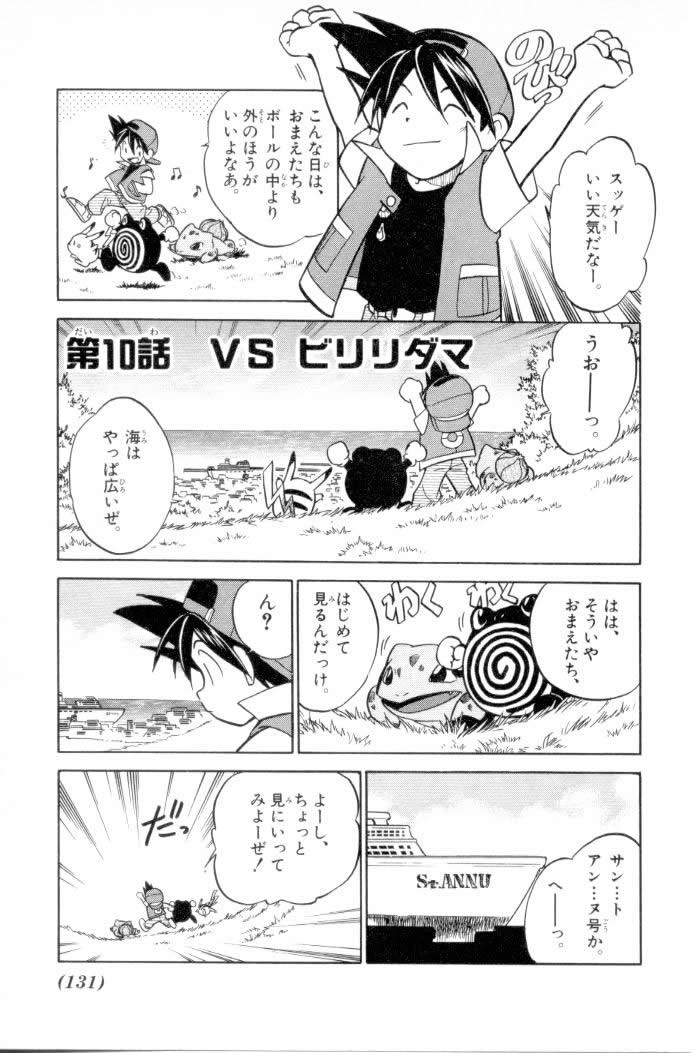 スッゲー
いい天気だなー。
のびっ
こんな日は、
おまえたちも
ボールの中より
外のほうが
いいよなあ。
第10話 VS ビリリダマ
うおーっ。
海は
やっぱ広いぜ。
はは、
そういや
おまえたち、
わく
わく
はじめて
見るんだっけ。
ん?
サン…ト
アン…ヌ号か。
へーっ。
St.ANNU
よーし、
ちょっと
見にいって
みよーぜ!
だっ
(131)